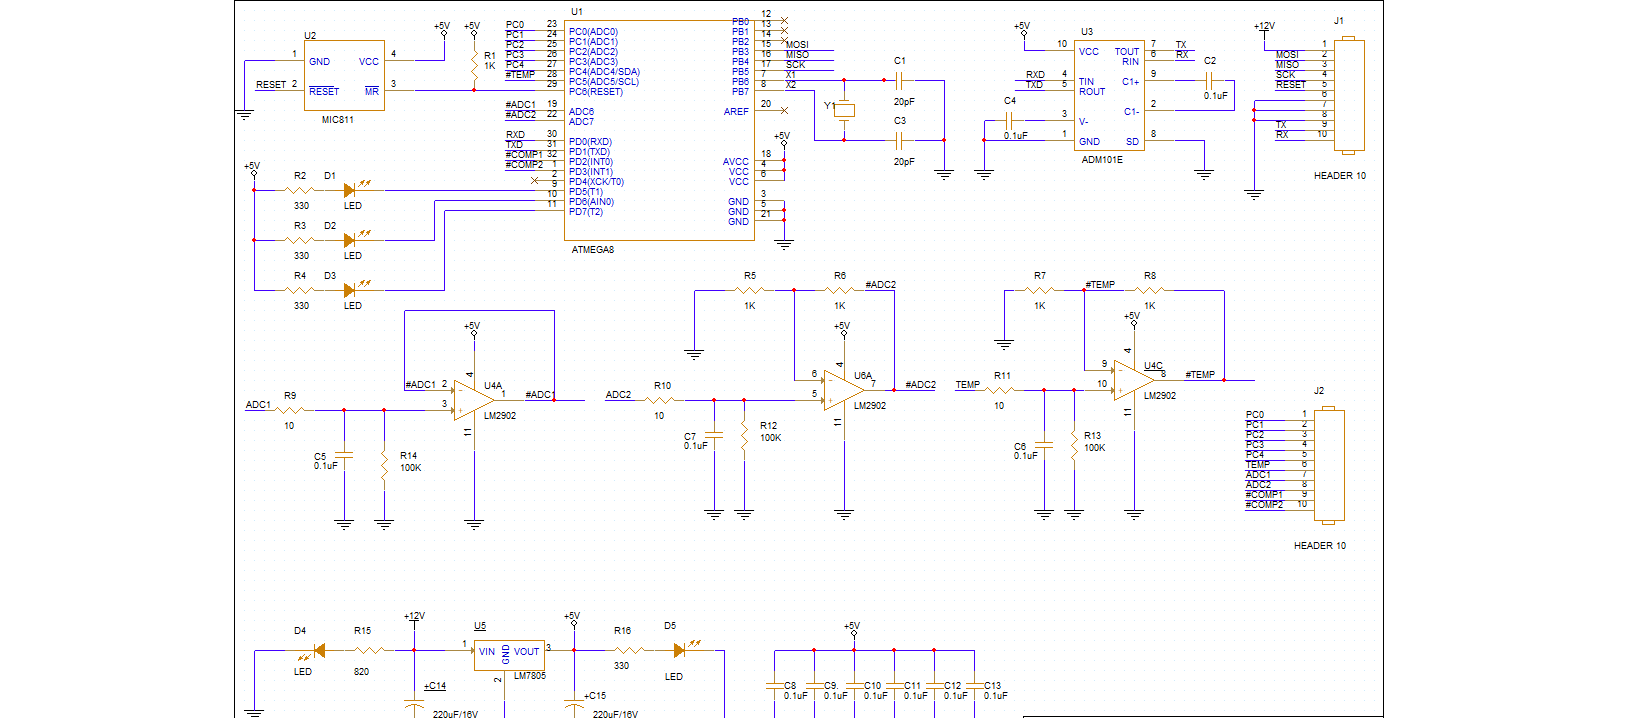 U1
J1
U2
+5V
+5V
R1
1K
1
GND
VCC
4
RESET
2
RESET
MR
3
MIC811
PC0
23
PC0(ADC0)
PC1
24
PC1(ADC1)
PC2
25
PC2(ADC2)
PC3
26
PC3(ADC3)
PC4
27
PC4(ADC4/SDA)
#TEMP
28
PC5(ADC5/SCL)
29
PC6(RESET)
#ADC1
19
ADC6
#ADC2
22
ADC7
RXD
30
PD0(RXD)
TXD
31
PD1(TXD)
#COMP1
32
PD2(INT0)
#COMP2
1
PD3(INT1)
2
PD4(XCK/T0)
9
PD5(T1)
10
PD6(AIN0)
11
PD7(T2)
ATMEGA8
PB0
12
PB1
13
PB2
14
PB3
15
MOSI
PB4
16
MISO
PB5
17
SCK
PB6
7
X1
PB7
8
X2
AREF
20
+5V
AVCC
18
VCC
4
VCC
6
GND
3
GND
5
GND
21
C1
20pF
Y1
C3
20pF
+5V
U3
10
VCC
TOUT
7
TX
RIN
6
RX
RXD
4
TIN
C1+
9
TXD
5
ROUT
C2
0.1uF
C4
0.1uF
3
V-
C1-
2
1
GND
SD
8
ADM101E
+12V
1
MOSI
2
MISO
3
SCK
4
RESET
5
6
7
8
TX
9
RX
10
HEADER 10
+5V
R2
D1
330
LED
R3
D2
330
LED
R4
D3
330
LED
+5V
#ADC1
2
4
U4A
1
#ADC1
3
LM2902
11
ADC1
R9
10
C5
0.1uF
R14
100K
R5
R6
#ADC2
1K
1K
+5V
6
4
U6A
7
#ADC2
5
LM2902
11
ADC2
R10
10
C7
0.1uF
R12
100K
R7
#TEMP
R8
1K
1K
+5V
9
4
U4C
8
#TEMP
10
LM2902
11
TEMP
R11
10
C6
0.1uF
R13
100K
J2
PC0
1
PC1
2
PC2
3
PC3
4
PC4
5
TEMP
6
ADC1
7
ADC2
8
#COMP1
9
#COMP2
10
HEADER 10
D4
R15
LED
820
+12V
U5
1
VIN
GND
VOUT
3
2
LM7805
+C14
220uF/16V
+5V
R16
D5
330
LED
+C15
220uF/16V
+5V
C8
0.1uF
C9.
0.1uF
C10
0.1uF
C11
0.1uF
C12
0.1uF
C13
0.1uF